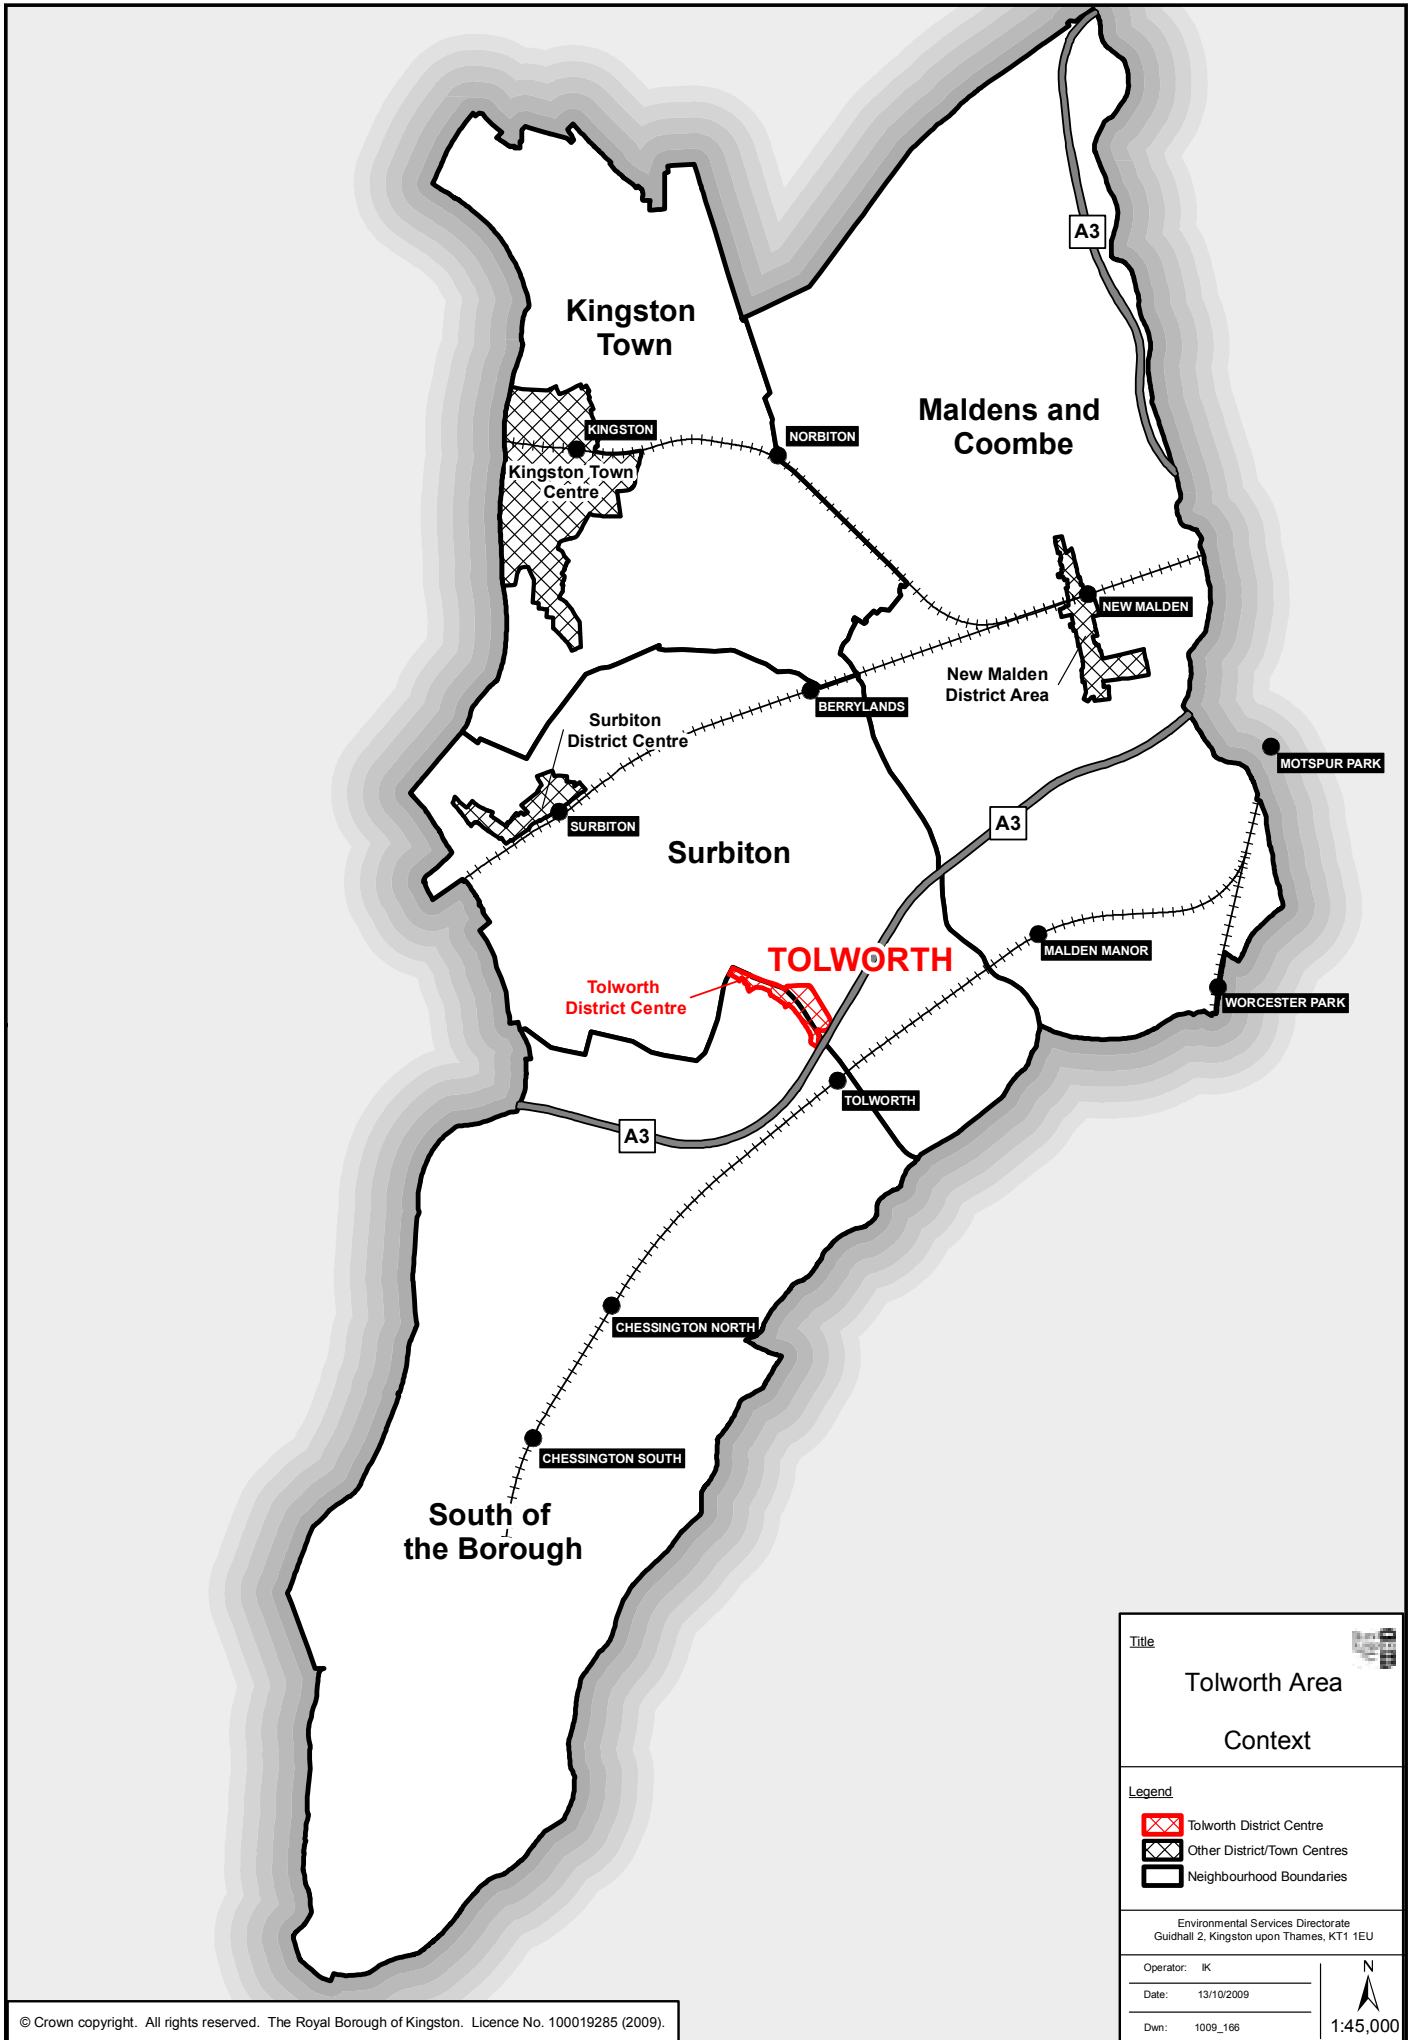 A3
Kingston
Town
Maldens and
Coombe
KINGSTON
NORBITON
Kingston Town
Centre
NEW MALDEN
New Malden
District Area
BERRYLANDS
Surbiton
District Centre
MOTSPUR PARK
SURBITON
A3
Surbiton
MALDEN MANOR
TOLWORTH
Tolworth
District Centre
WORCESTER PARK
TOLWORTH
A3
CHESSINGTON NORTH
CHESSINGTON SOUTH
South of
the Borough
Title
Tolworth Area
Context
Legend
Tolworth District Centre
Other District/Town Centres
Neighbourhood Boundaries
Environmental Services Directorate
Guidhall 2, Kingston upon Thames, KT1 1EU
Operator: IK
Date: 13/10/2009
Dwn: 1009_166
N
1:45,000
© Crown copyright. All rights reserved. The Royal Borough of Kingston. Licence No. 100019285 (2009).